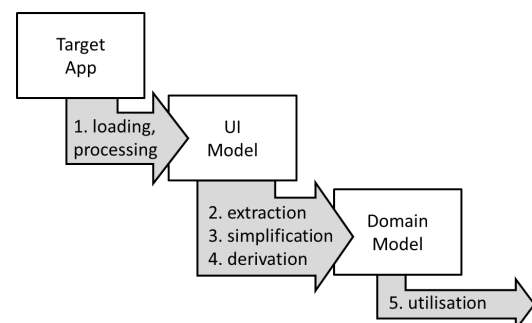 Target
App
1. loading,
processing
UI
Model
2. extraction
3. simplification
4. derivation
Domain
Model
5. utilisation